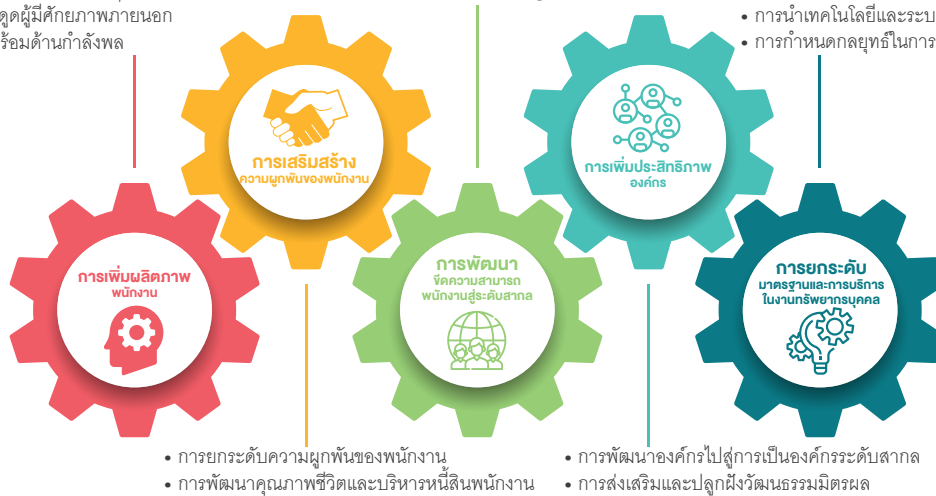 ดูดผู้มีศักยภาพภายนอก
ร้อมด้านกำลังพล
• การนำเทคโนโลยีและระบ
• การกำหนดกลยุทธ์ในการ
การเสริมสร้าง
ความผูกพันของพนักงาน
การเพิ่มประสิทธิภาพ
องค์กร
การเพิ่มผลิตภาพ
พนักงาน
การพัฒนา
ขีดความสามารถ
พนักงานสู่ระดับสากล
การยกระดับ
มาตรฐานและการบริการ
ในงานทรัพยากรบุคคล
• การยกระดับความผูกพันของพนักงาน
• การพัฒนาคุณภาพชีวิตและบริหารหนี้สินพนักงาน
• การพัฒนาองค์กรไปสู่การเป็นองค์กรระดับสากล
• การส่งเสริมและปลูกฝังวัฒนธรรมมิตรผล